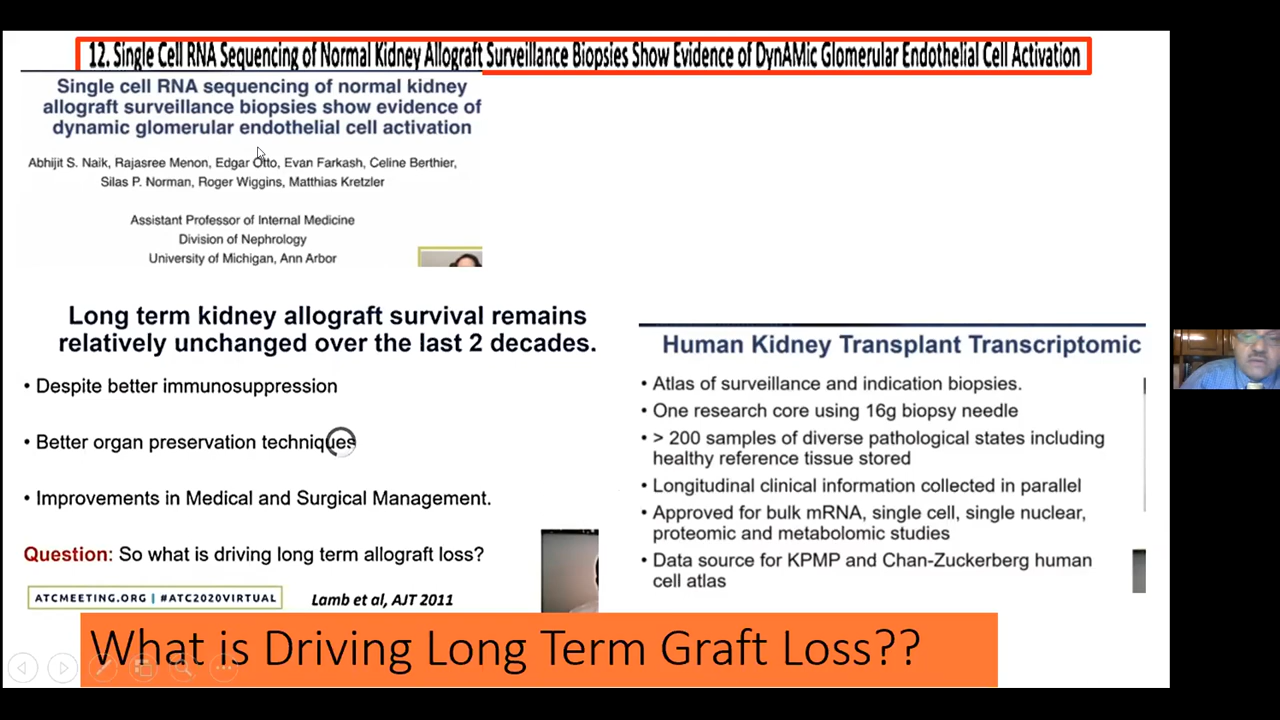 12. Single Cell RNA Sequencing of Normal Kidney Allograft Surveillance Biopsies Show Evidence of DynAMic Glomerular Endothelial Cell Activation
Single cell RNA sequencing of normal kidney
allograft surveillance biopsies show evidence of
dynamic glomerular endothelial cell activation
Abhijit S. Naik, Rajasree Menon, Edgar Otto, Evan Farkash, Celine Berthier,
Silas P. Norman, Roger Wiggins, Matthias Kretzler
Assistant Professor of Internal Medicine
Division of Nephrology
University of Michigan, Ann Arbor
Long term kidney allograft survival remains
relatively unchanged over the last 2 decades.
• Despite better immunosuppression
• Better organ preservation techniques
• Improvements in Medical and Surgical Management.
Question: So what is driving long term allograft loss?
ATCMEETING.ORG | #ATC2020VIRTUAL
Lamb et al, AJT 2011
Human Kidney Transplant Transcriptomic
• Atlas of surveillance and indication biopsies.
• One research core using 16g biopsy needle
• > 200 samples of diverse pathological states including
healthy reference tissue stored
• Longitudinal clinical information collected in parallel
• Approved for bulk mRNA, single cell, single nuclear,
proteomic and metabolomic studies
• Data source for KPMP and Chan-Zuckerberg human
cell atlas
What is Driving Long Term Graft Loss??